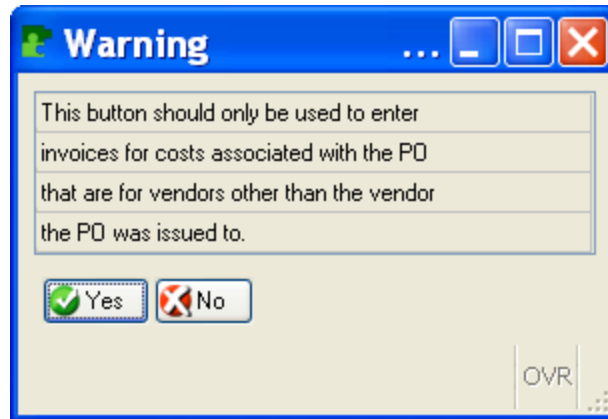 Warning ...
This button should only be used to enter
invoices for costs associated with the PO
that are for vendors other than the vendor
the PO was issued to.
Yes No
OVR